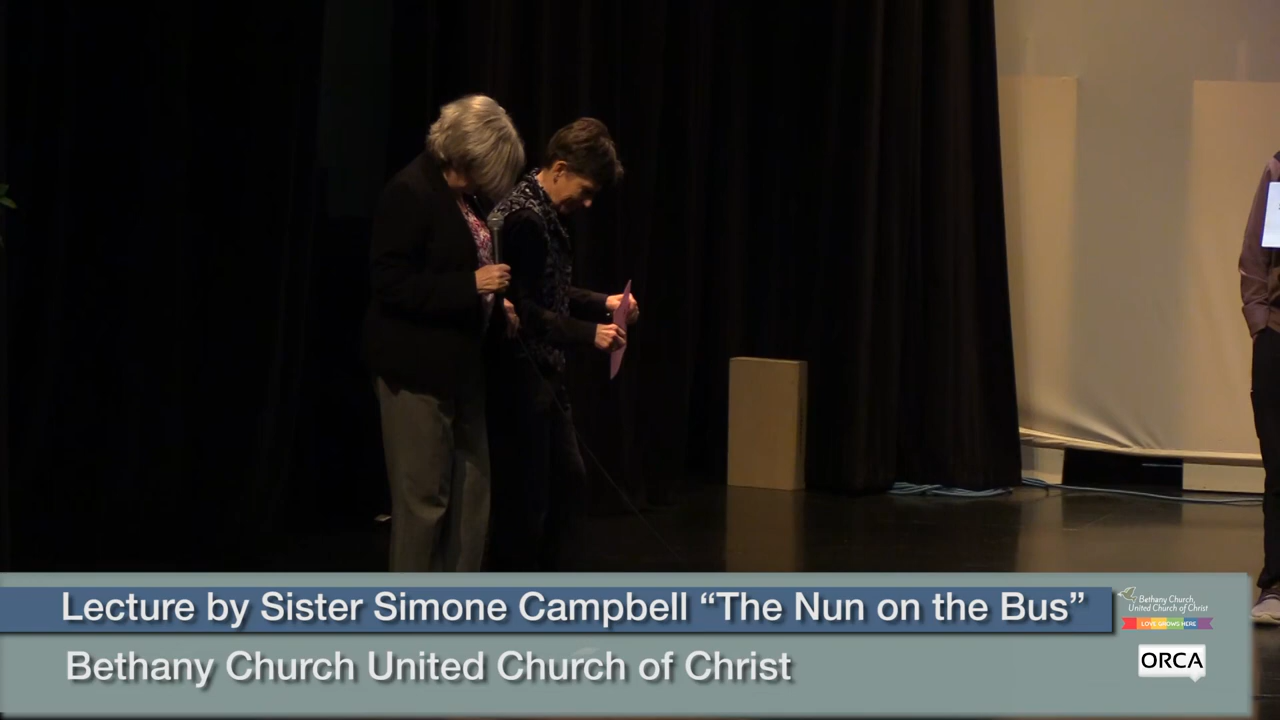 Lecture by Sister Simone Campbell “The Nun on the Bus”
Bethany Church United Church of Christ
Bethany Church,
United Church of Christ
LOVE GROWS HERE
ORCA